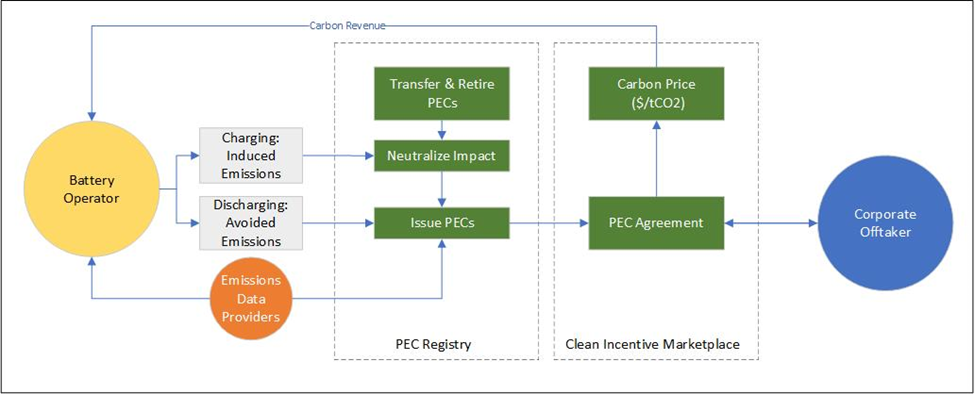 Carbon Revenue
Transfer & Retire
PECs
Carbon Price
($/tCO2)
Charging:
Induced
Emissions
Neutralize Impact
Battery
Operator
Discharging:
Avoided
Emissions
Issue PECs
PEC Agreement
Corporate
Offtaker
Emissions
Data
Providers
PEC Registry
Clean Incentive Marketplace